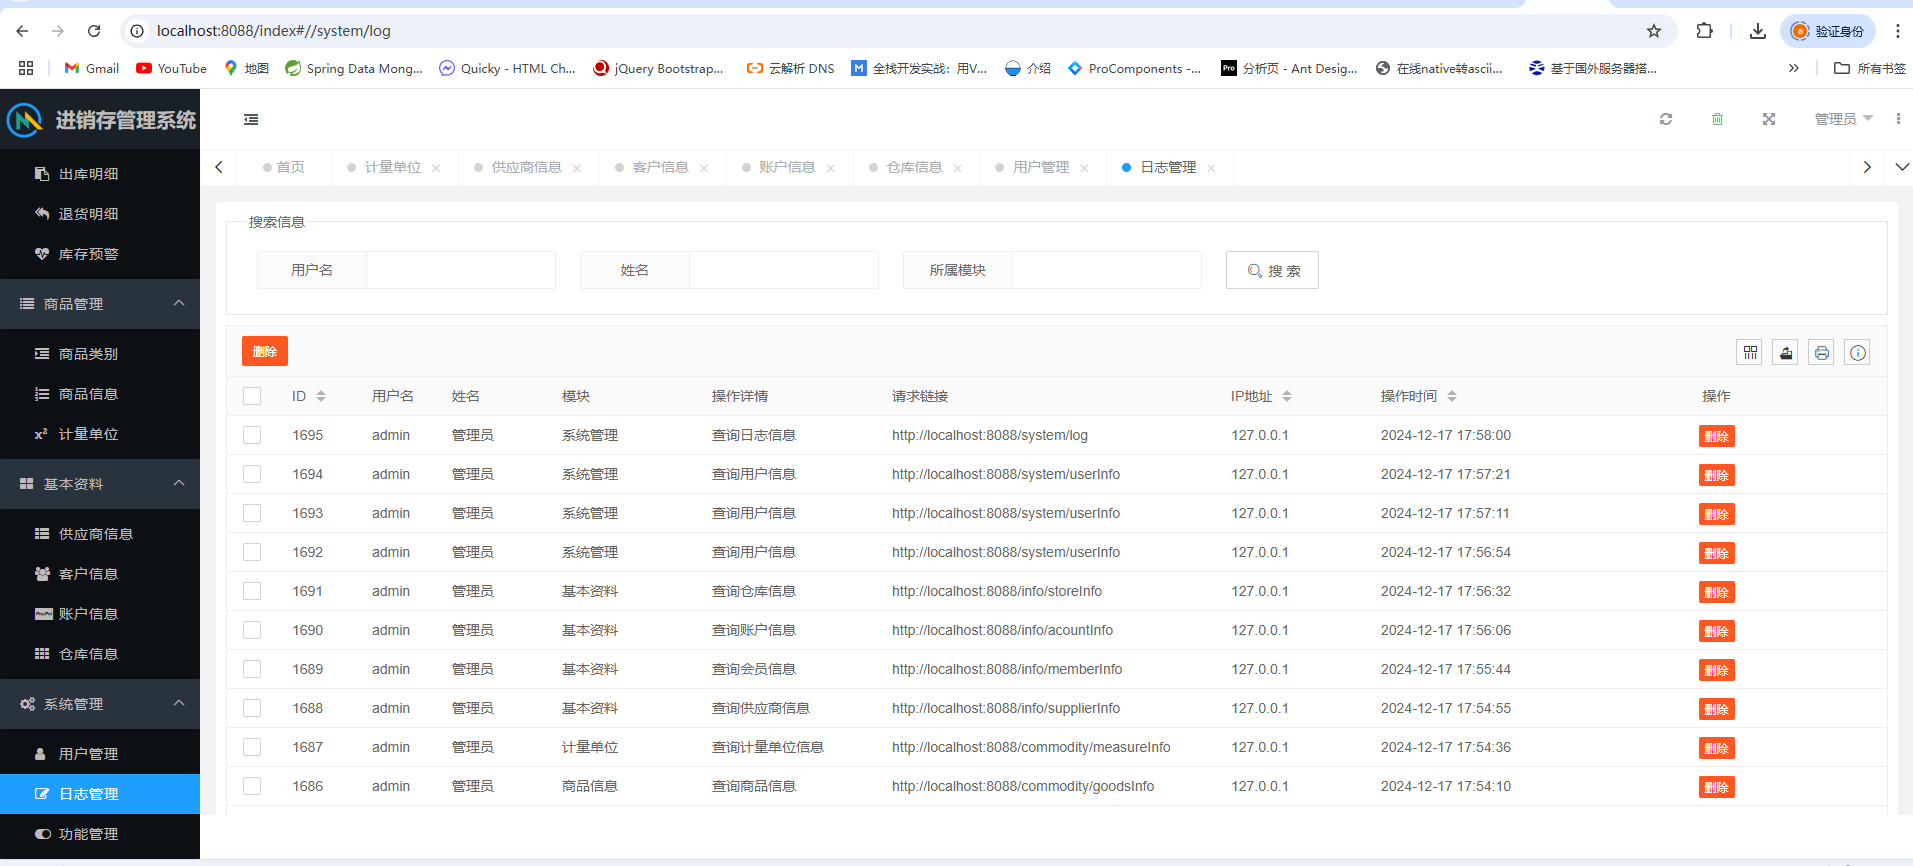 localhost:8088/index#//system/log
验证身份
Gmail
YouTube
地图
Spring Data Mong...
Quicky - HTML Ch...
jQuery Bootstrap...
云解析 DNS
全栈开发实战：用V...
介绍
ProComponents -...
Pro
分析页 - Ant Desig...
在线native转ascii...
基于国外服务器搭...
所有书签
进销存管理系统
管理员
首页
计量单位
供应商信息
客户信息
账户信息
仓库信息
用户管理
日志管理
出库明细
退货明细
库存预警
商品管理
商品类别
商品信息
x² 计量单位
基本资料
供应商信息
客户信息
账户信息
仓库信息
系统管理
用户管理
日志管理
功能管理
搜索信息
用户名
姓名
所属模块
搜 索
删除
ID 用户名 姓名 模块 操作详情 请求链接 IP地址 操作时间 操作
1695 admin 管理员 系统管理 查询日志信息 http://localhost:8088/system/log 127.0.0.1 2024-12-17 17:58:00 删除
1694 admin 管理员 系统管理 查询用户信息 http://localhost:8088/system/userInfo 127.0.0.1 2024-12-17 17:57:21 删除
1693 admin 管理员 系统管理 查询用户信息 http://localhost:8088/system/userInfo 127.0.0.1 2024-12-17 17:57:11 删除
1692 admin 管理员 系统管理 查询用户信息 http://localhost:8088/system/userInfo 127.0.0.1 2024-12-17 17:56:54 删除
1691 admin 管理员 基本资料 查询仓库信息 http://localhost:8088/info/storeInfo 127.0.0.1 2024-12-17 17:56:32 删除
1690 admin 管理员 基本资料 查询账户信息 http://localhost:8088/info/acountInfo 127.0.0.1 2024-12-17 17:56:06 删除
1689 admin 管理员 基本资料 查询会员信息 http://localhost:8088/info/memberInfo 127.0.0.1 2024-12-17 17:55:44 删除
1688 admin 管理员 基本资料 查询供应商信息 http://localhost:8088/info/supplierInfo 127.0.0.1 2024-12-17 17:54:55 删除
1687 admin 管理员 计量单位 查询计量单位信息 http://localhost:8088/commodity/measureInfo 127.0.0.1 2024-12-17 17:54:36 删除
1686 admin 管理员 商品信息 查询商品信息 http://localhost:8088/commodity/goodsInfo 127.0.0.1 2024-12-17 17:54:10 删除